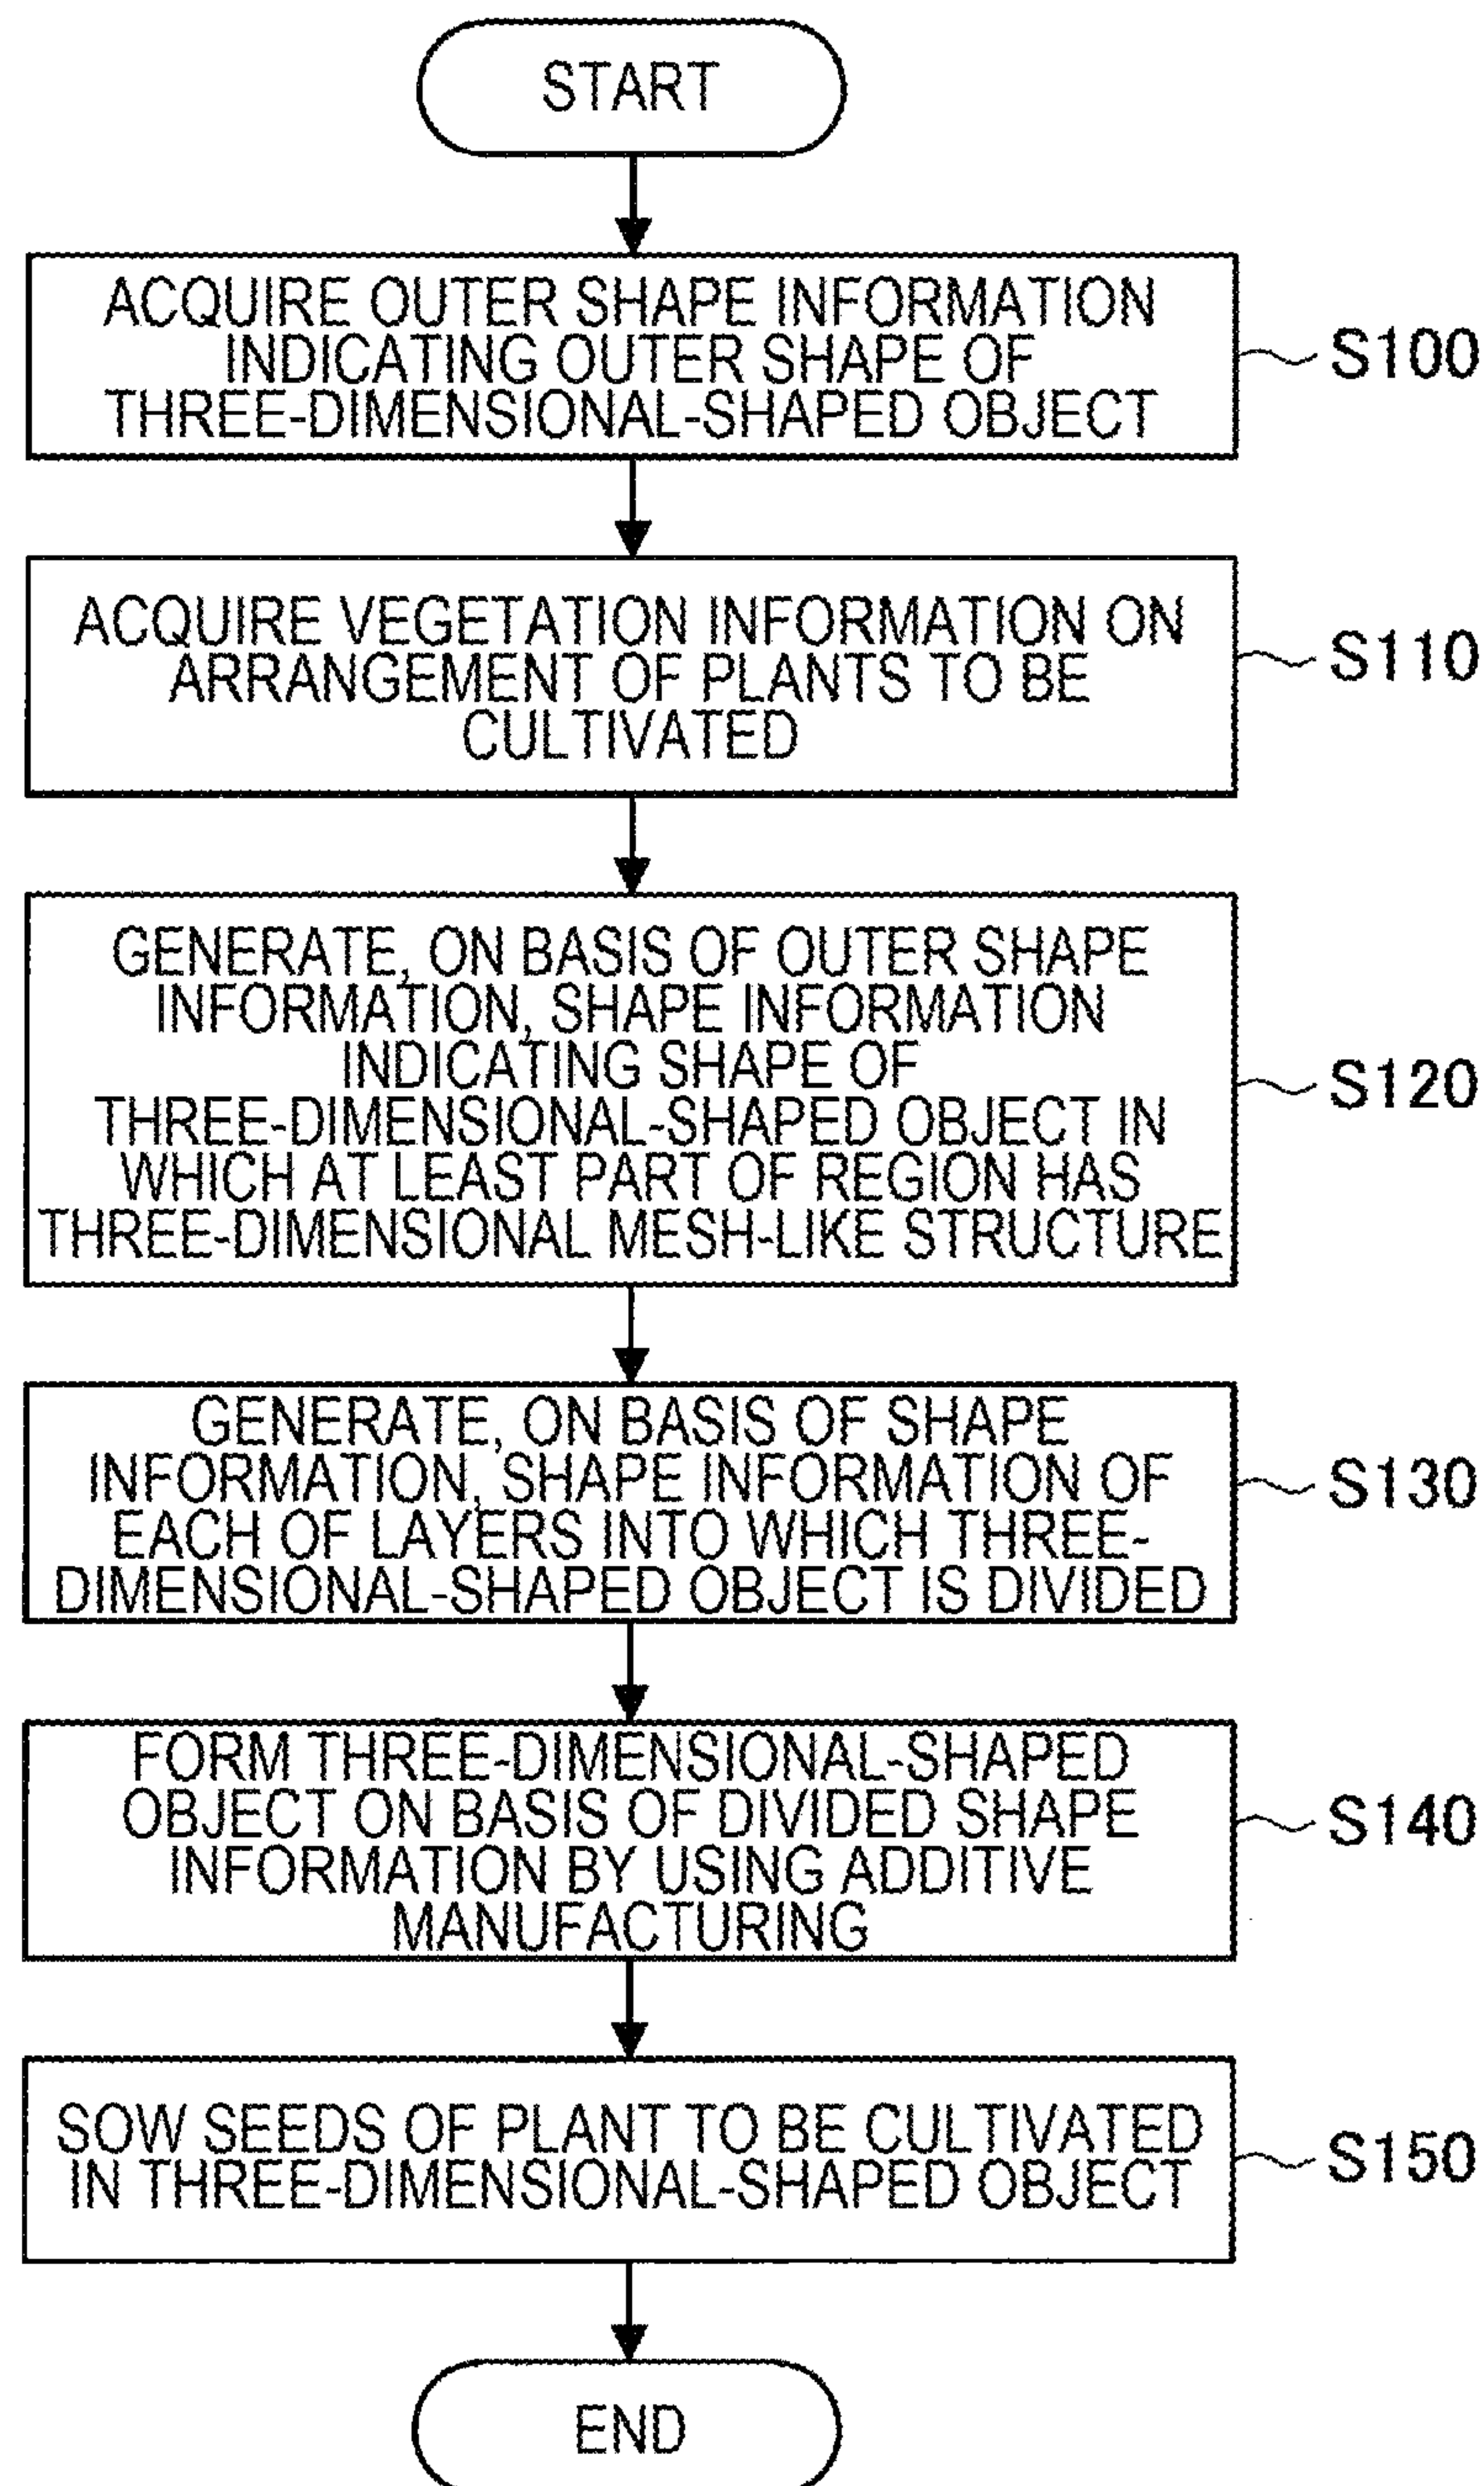 START
ACQUIRE OUTER SHAPE INFORMATION
INDICATING OUTER SHAPE OF
THREE-DIMENSIONAL-SHAPED OBJECT
S100
ACQUIRE VEGETATION INFORMATION ON
ARRANGEMENT OF PLANTS TO BE
CULTIVATED
S110
GENERATE, ON BASIS OF OUTER SHAPE
INFORMATION, SHAPE INFORMATION
INDICATING SHAPE OF
THREE-DIMENSIONAL-SHAPED OBJECT IN
WHICH AT LEAST PART OF REGION HAS
THREE-DIMENSIONAL MESH-LIKE STRUCTURE
S120
GENERATE, ON BASIS OF SHAPE
INFORMATION, SHAPE INFORMATION OF
EACH OF LAYERS INTO WHICH THREE-
DIMENSIONAL-SHAPED OBJECT IS DIVIDED
S130
FORM THREE-DIMENSIONAL-SHAPED
OBJECT ON BASIS OF DIVIDED SHAPE
INFORMATION BY USING ADDITIVE
MANUFACTURING
S140
SOW SEEDS OF PLANT TO BE CULTIVATED
IN THREE-DIMENSIONAL-SHAPED OBJECT
S150
END